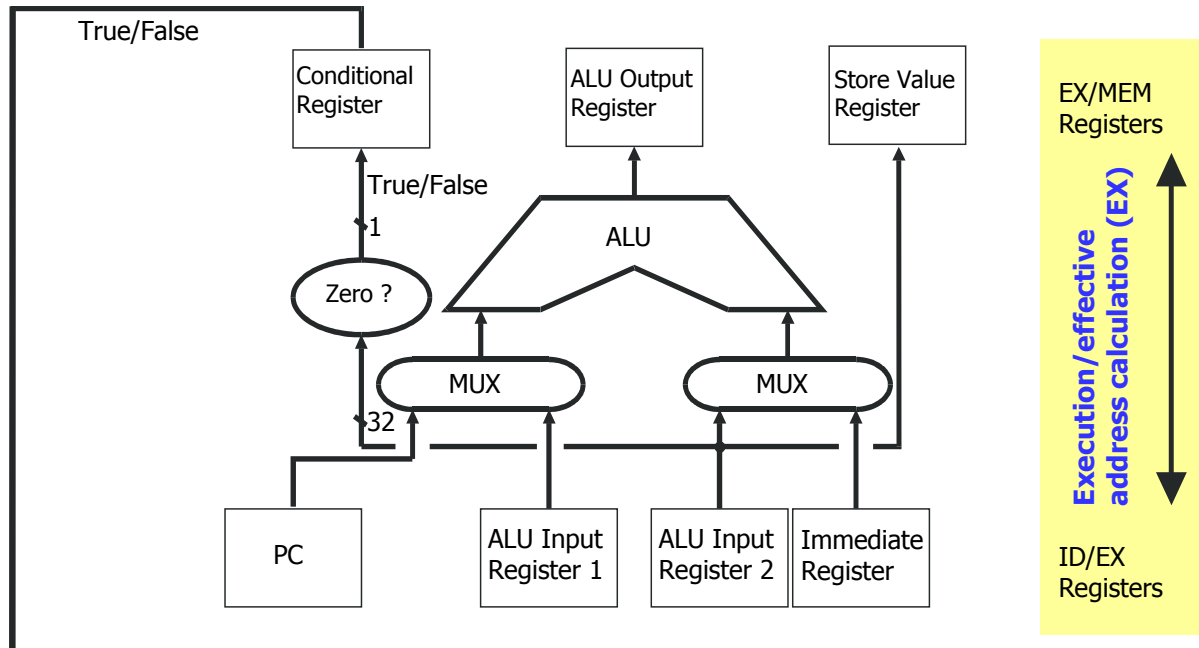 True/False
Conditional
Register
ALU Output
Register
Store Value
Register
EX/MEM
Registers
True/False
1
ALU
Zero ?
MUX
MUX
32
Execution/effective
address calculation (EX)
PC
ALU Input
Register 1
ALU Input
Register 2
Immediate
Register
ID/EX
Registers